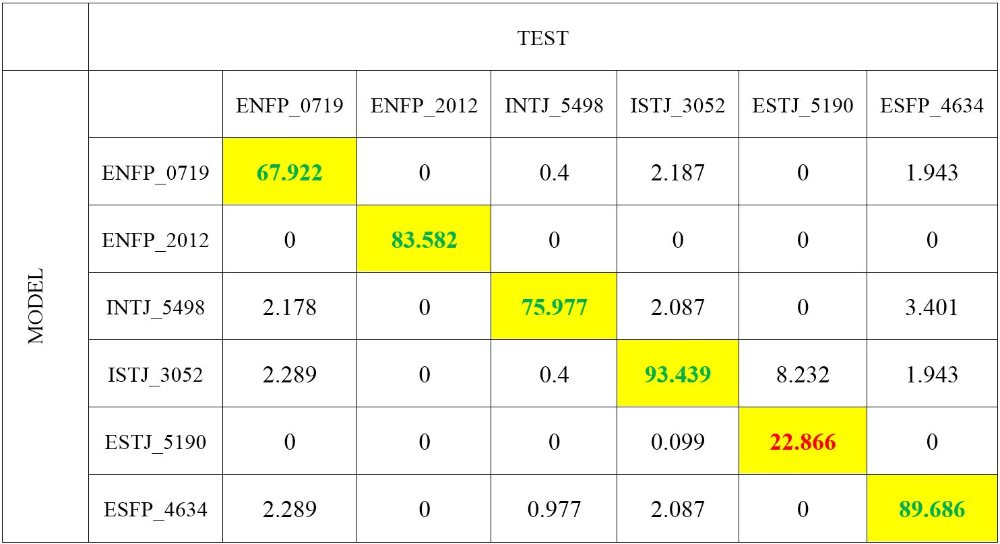 TEST
MODEL
ENFP_0719 ENFP_2012 INTJ_5498 ISTJ_3052 ESTJ_5190 ESFP_4634
ENFP_0719 67.922 0 0.4 2.187 0 1.943
ENFP_2012 0 83.582 0 0 0 0
INTJ_5498 2.178 0 75.977 2.087 0 3.401
ISTJ_3052 2.289 0 0.4 93.439 8.232 1.943
ESTJ_5190 0 0 0 0.099 22.866 0
ESFP_4634 2.289 0 0.977 2.087 0 89.686